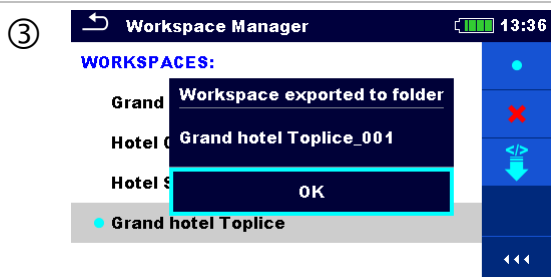 ③
Workspace Manager 13:36
WORKSPACES:
Grand
Workspace exported to folder
Hotel
Grand hotel Toplice_001
Hotel
OK
Grand hotel Toplice